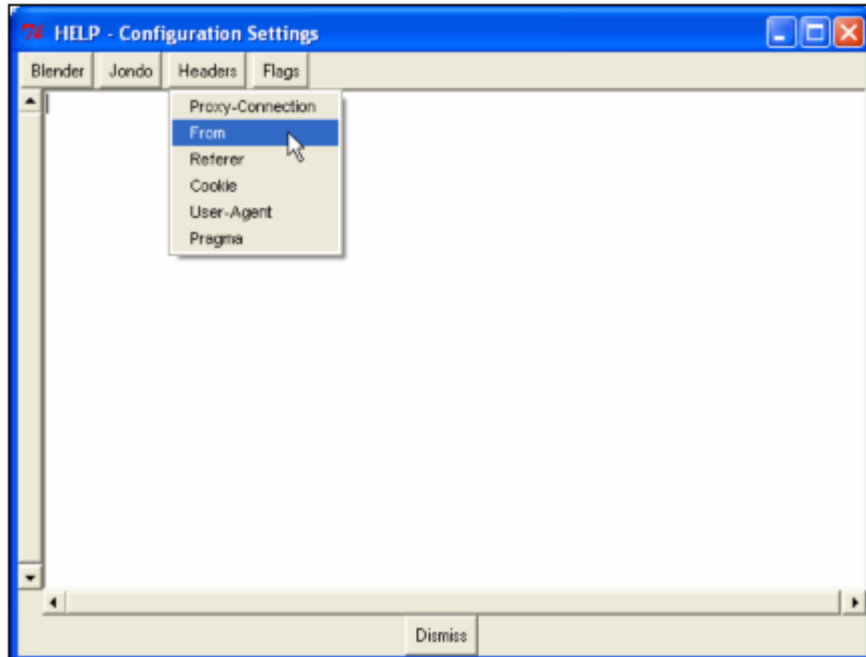 HELP - Configuration Settings
Blender Jondo Headers Flags
Proxy-Connection
From
Referer
Cookie
User-Agent
Pragma
Dismiss